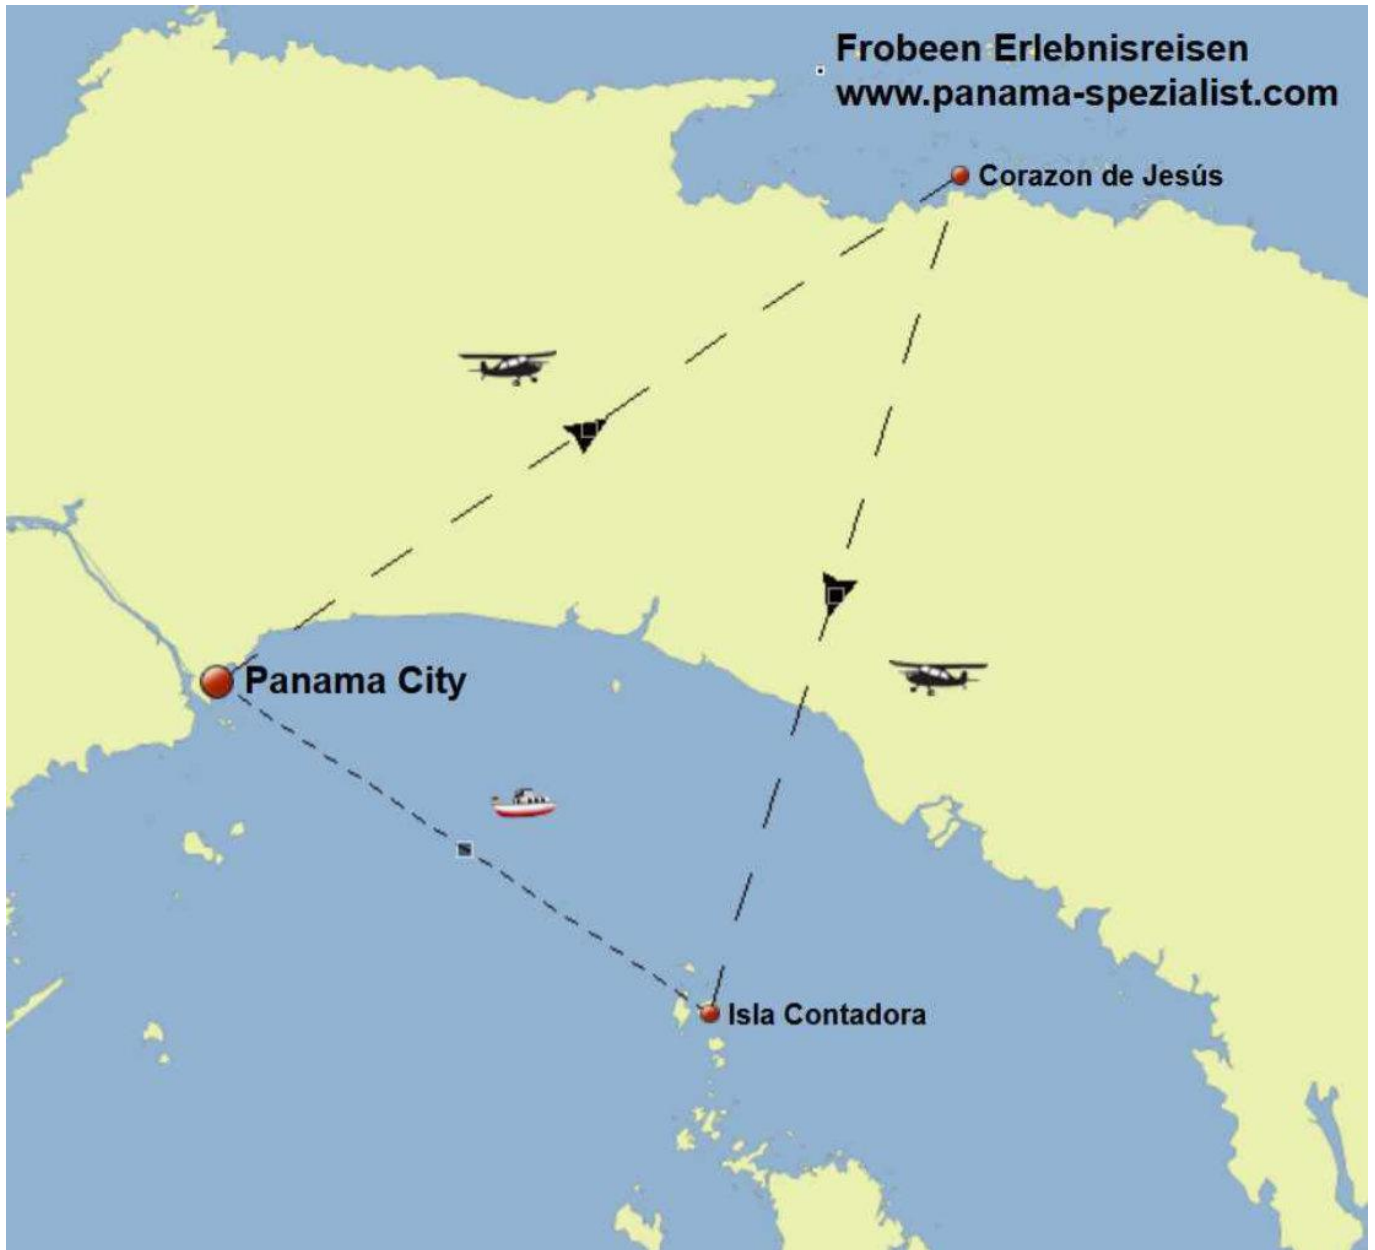 Frobeen Erlebnisreisen
www.panama-spezialist.com
Corazon de Jesús
Panama City
Isla Contadora